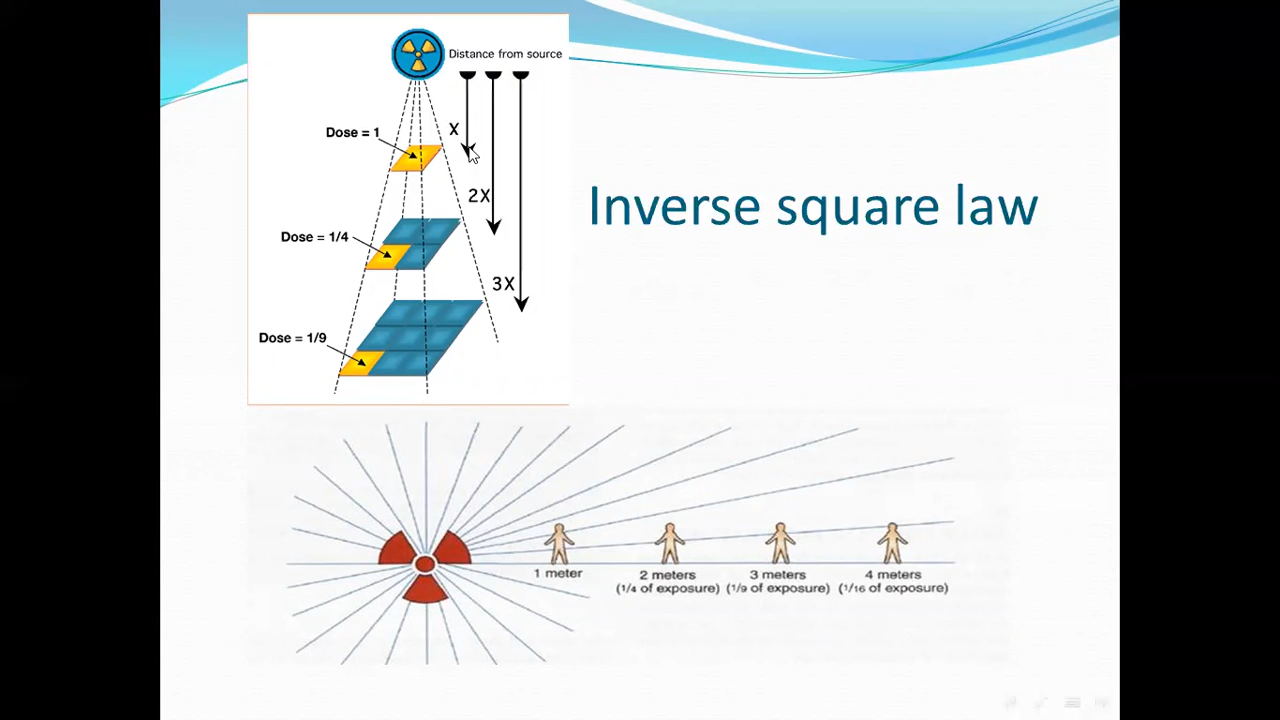 Distance from source
Dose = 1
X
2X
Dose = 1/4
3X
Dose = 1/9
Inverse square law
1 meter
2 meters
(1/4 of exposure)
3 meters
(1/9 of exposure)
4 meters
(1/16 of exposure)